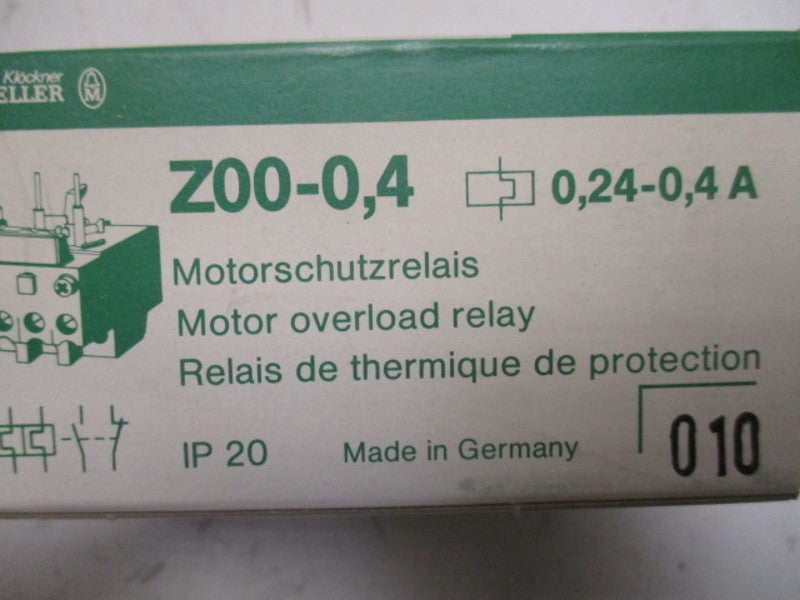 Klöckner
ELLER
Z00-0,4
0,24-0,4 A
Motorschutzrelais
Motor overload relay
Relais de thermique de protection
IP 20
Made in Germany
010